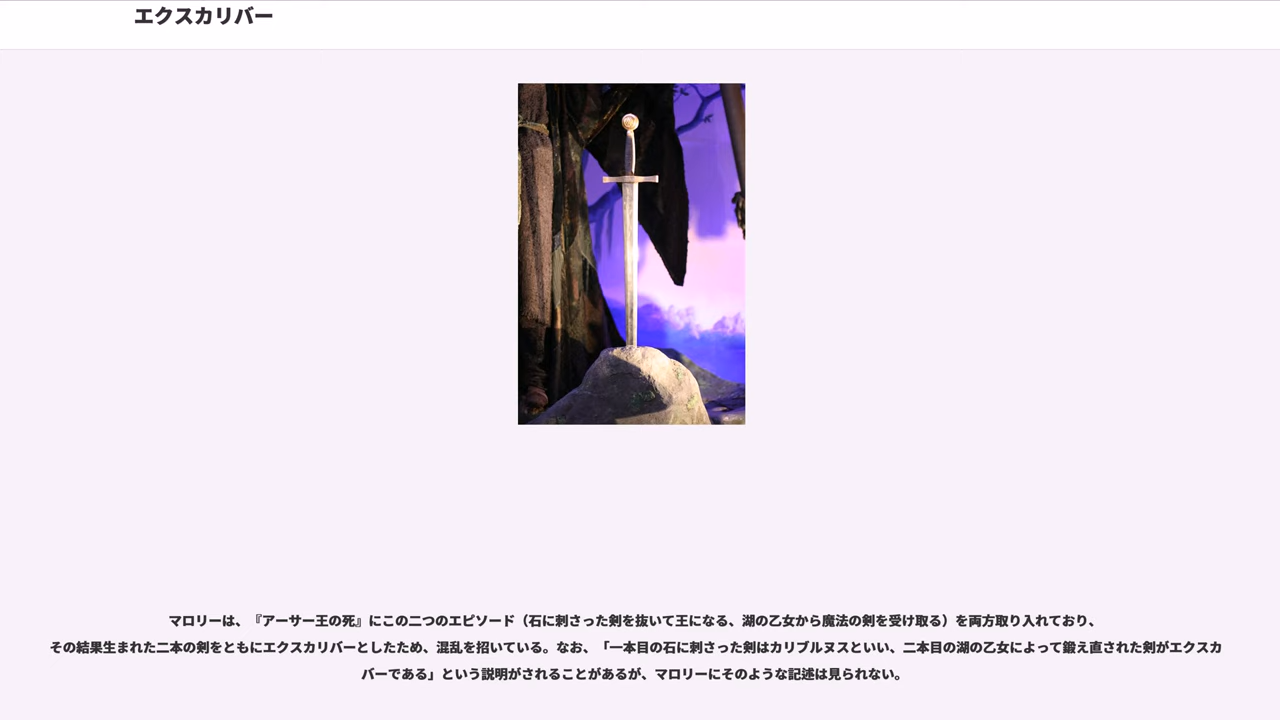 エクスカリバー
マロリーは、『アーサー王の死』にこの二つのエピソード（石に刺さった剣を抜いて王になる、湖の乙女から魔法の剣を受け取る）を両方取り入れており、
その結果生まれた二本の剣をともにエクスカリバーとしたため、混乱を招いている。なお、「一本目の石に刺さった剣はカリブルヌスといい、二本目の湖の乙女によって鍛え直された剣がエクスカ
バーである」という説明がされることがあるが、マロリーにそのような記述は見られない。